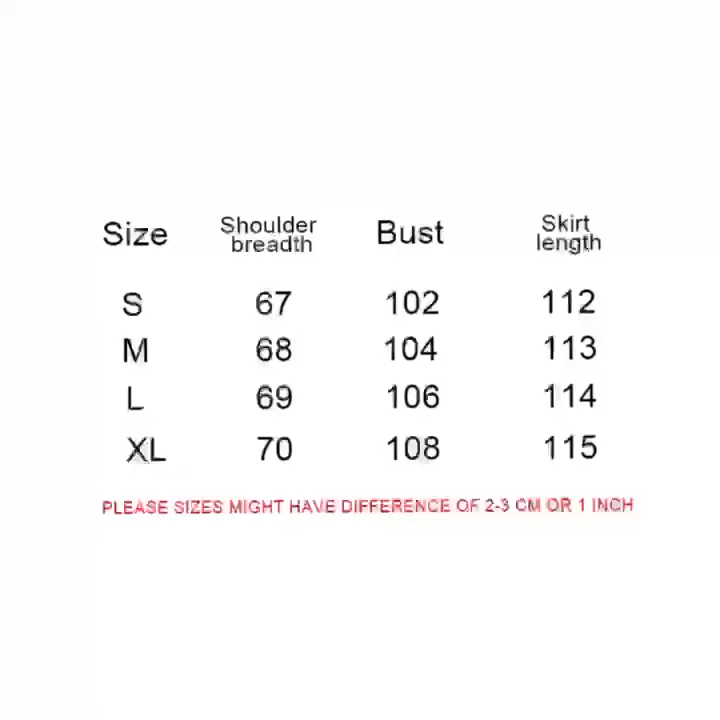 Size Shoulder breadth Bust Skirt length
S 67 102 112
M 68 104 113
L 69 106 114
XL 70 108 115
PLEASE SIZES MIGHT HAVE DIFFERENCE OF 2-3 CM OR 1 INCH